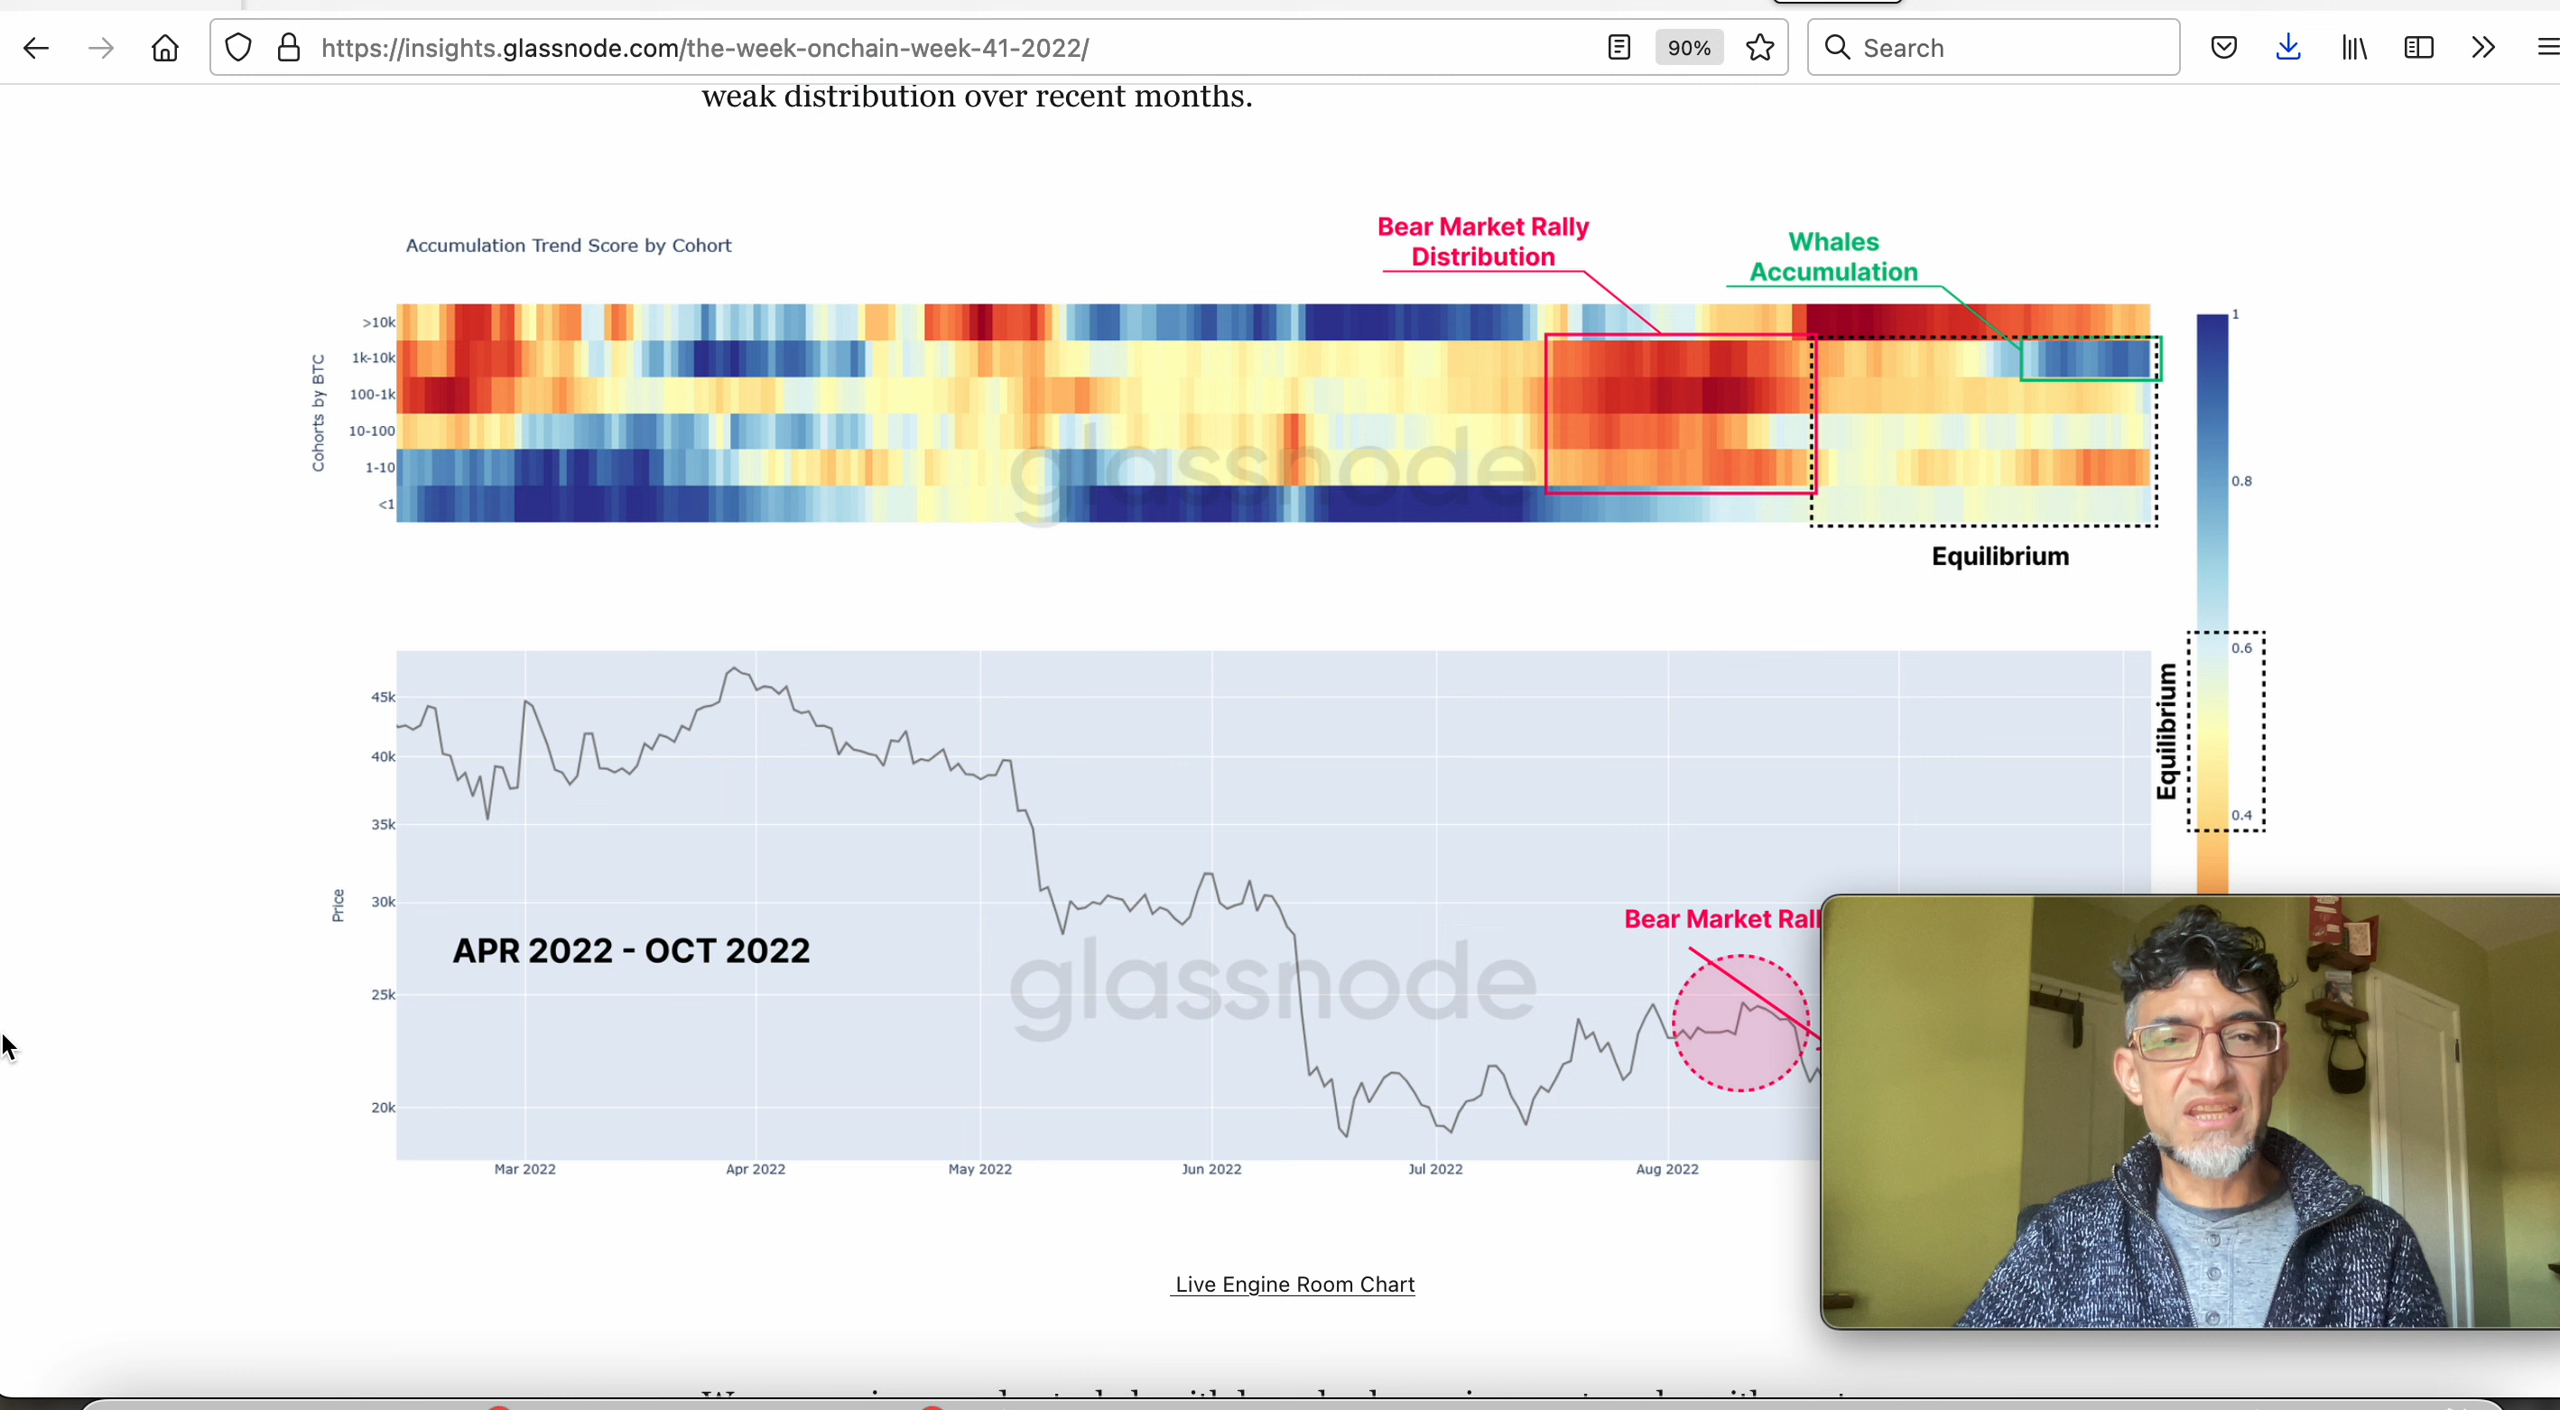 https://insights.glassnode.com/the-week-onchain-week-41-2022/
90%
Search
weak distribution over recent months.
Bear Market Rally
Distribution
Whales
Accumulation
Accumulation Trend Score by Cohort
Cohorts by BTC
>10k
1k-10k
100-1k
10-100
1-10
<1
glassnode
Equilibrium
1
0.8
0.6
0.4
Equilibrium
45k
40k
35k
30k
25k
20k
Price
APR 2022 - OCT 2022
glassnode
Bear Market Rall
Mar 2022
Apr 2022
May 2022
Jun 2022
Jul 2022
Aug 2022
Live Engine Room Chart